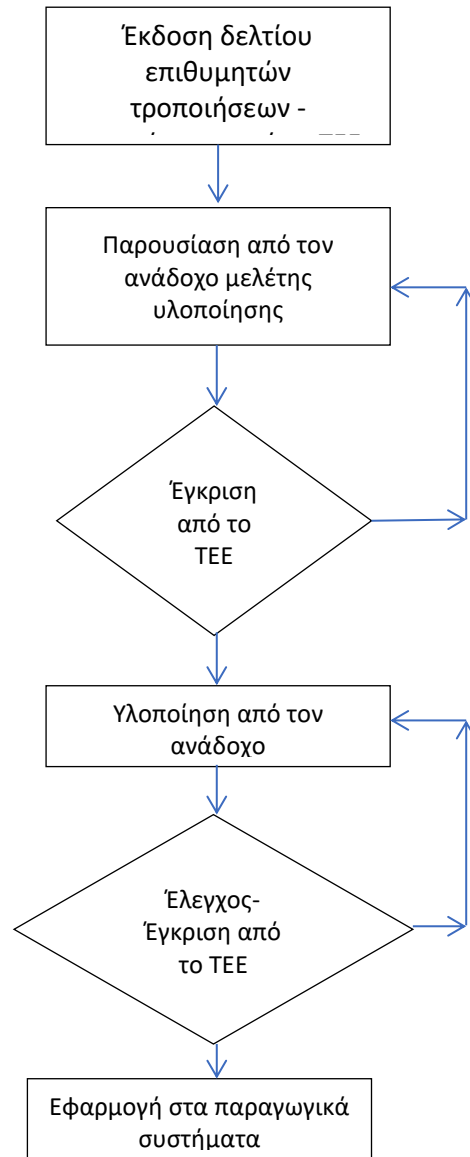 Έκδοση δελτίου
επιθυμητών
τροποιήσεων -
Παρουσίαση από τον
ανάδοχο μελέτης
υλοποίησης
Έγκριση
από το
ΤΕΕ
Υλοποίηση από τον
ανάδοχο
Έλεγχος-
Έγκριση από
το ΤΕΕ
Εφαρμογή στα παραγωγικά
συστήματα